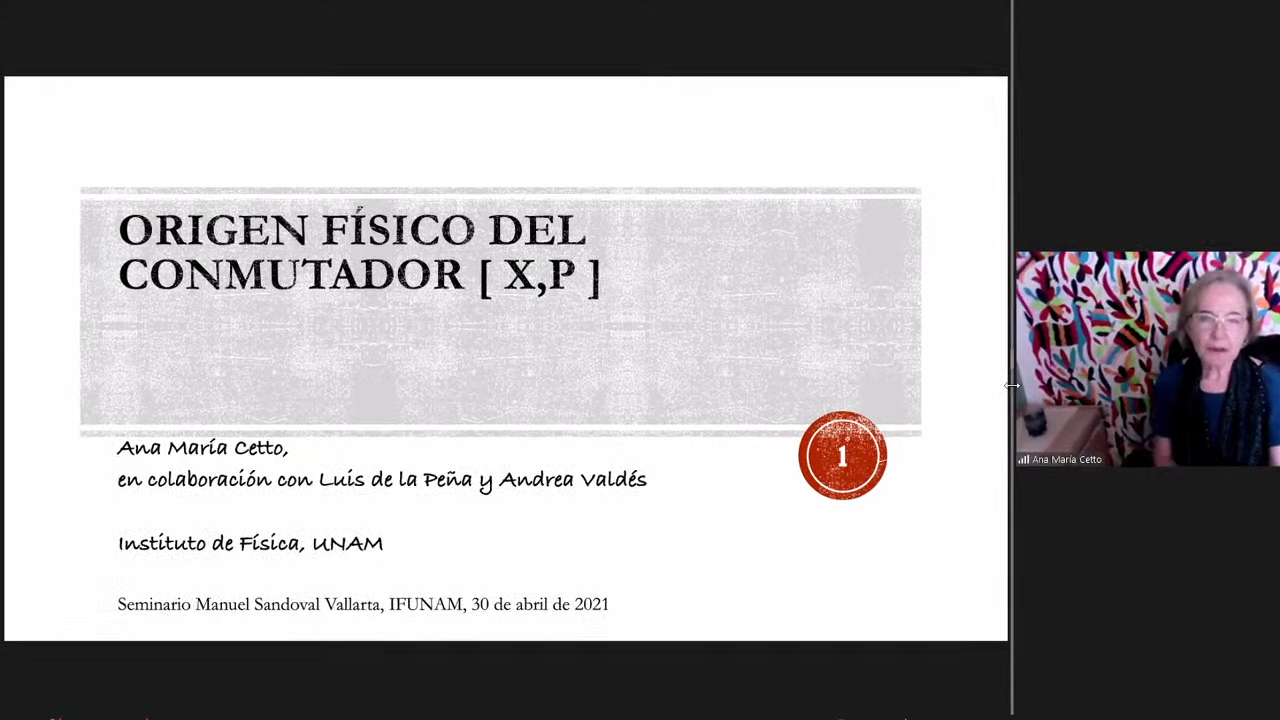 ORIGEN FÍSICO DEL
CONMUTADOR [ X,P ]
Ana María Cetto,
en colaboración con Luis de la Peña y Andrea Valdés
1
Instituto de Física, UNAM
Seminario Manuel Sandoval Vallarta, IFUNAM, 30 de abril de 2021
Ana María Cetto